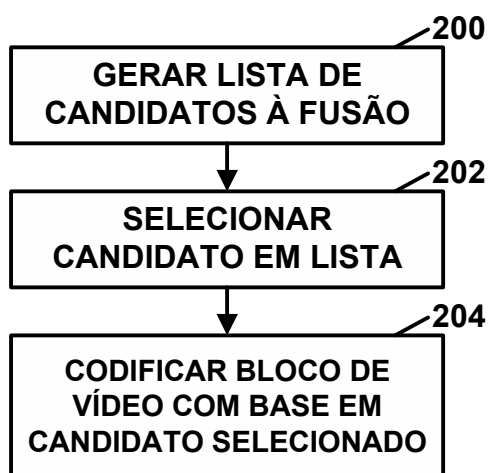 200
GERAR LISTA DE
CANDIDATOS À FUSÃO
202
SELECIONAR
CANDIDATO EM LISTA
204
CODIFICAR BLOCO DE
VÍDEO COM BASE EM
CANDIDATO SELECIONADO